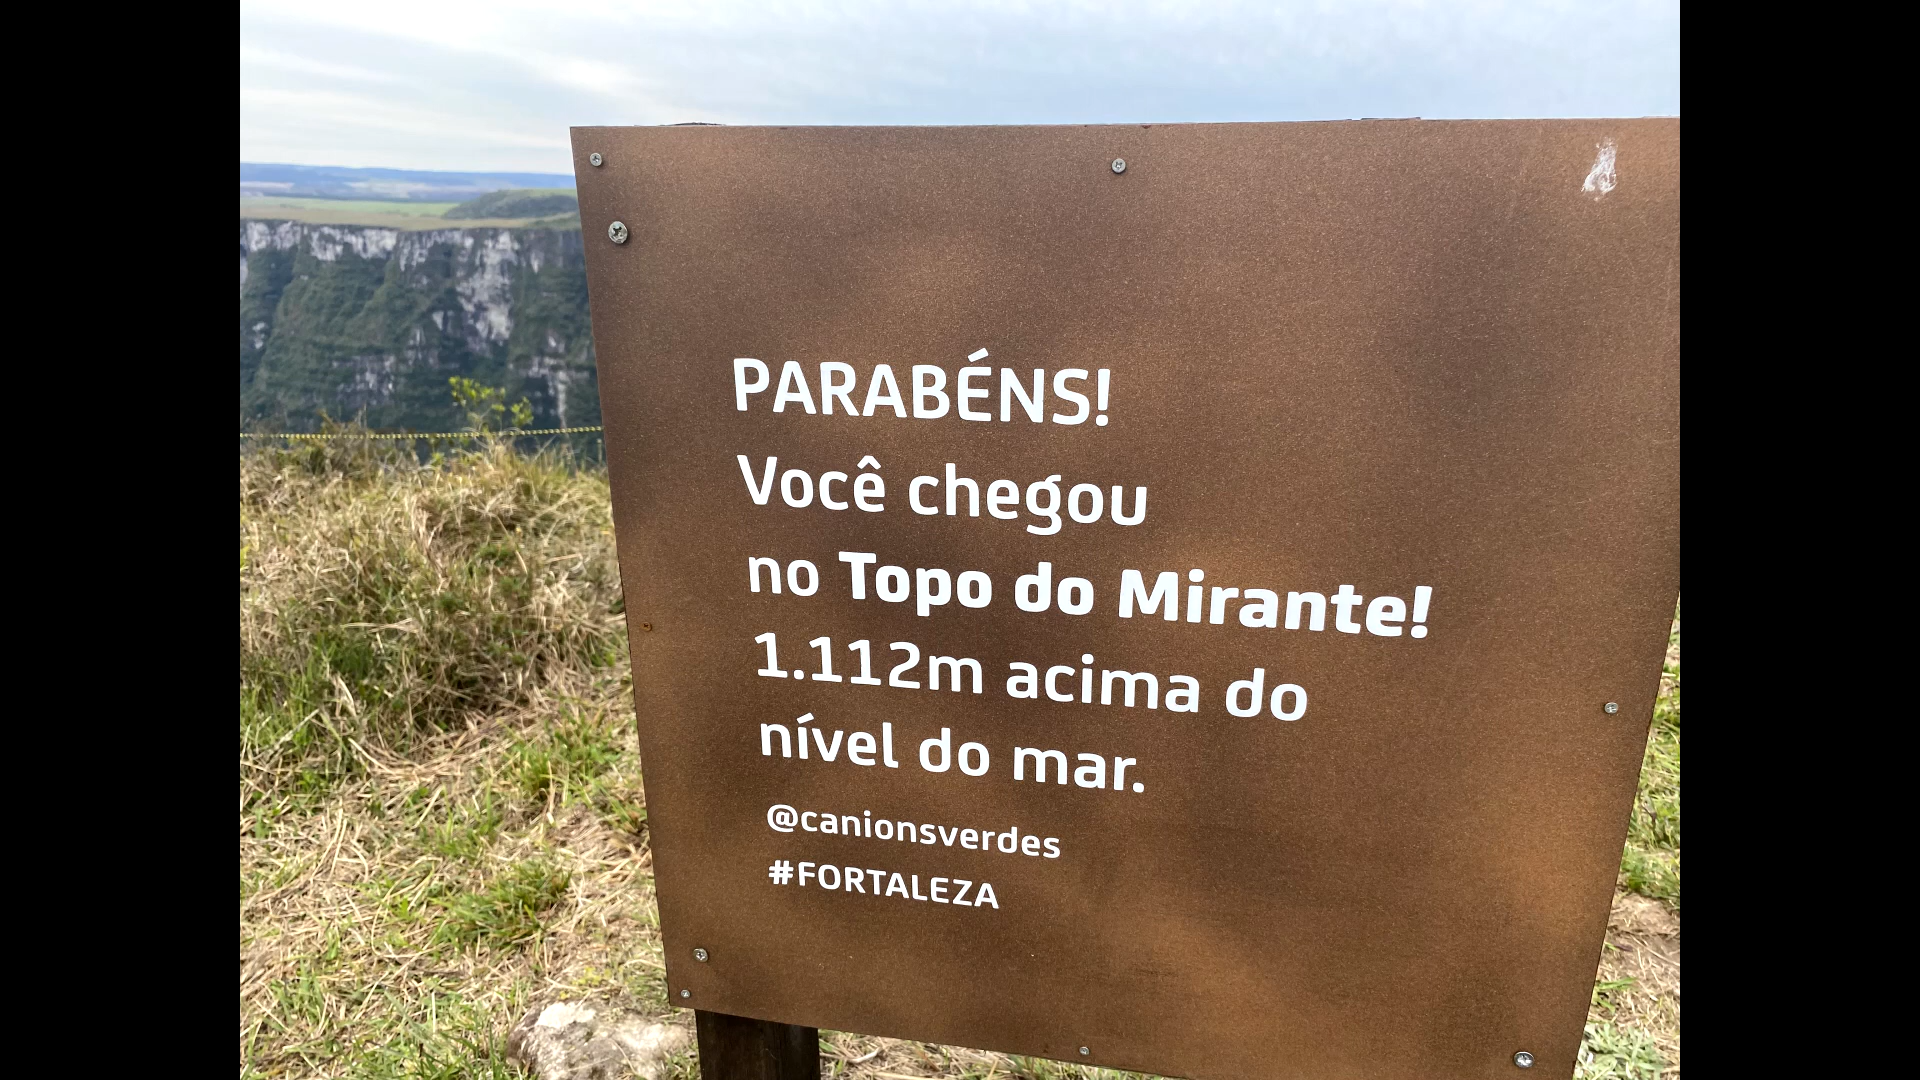 PARABÉNS!
Você chegou
no Topo do Mirante!
1.112m acima do
nível do mar.
@canionsverdes
#FORTALEZA